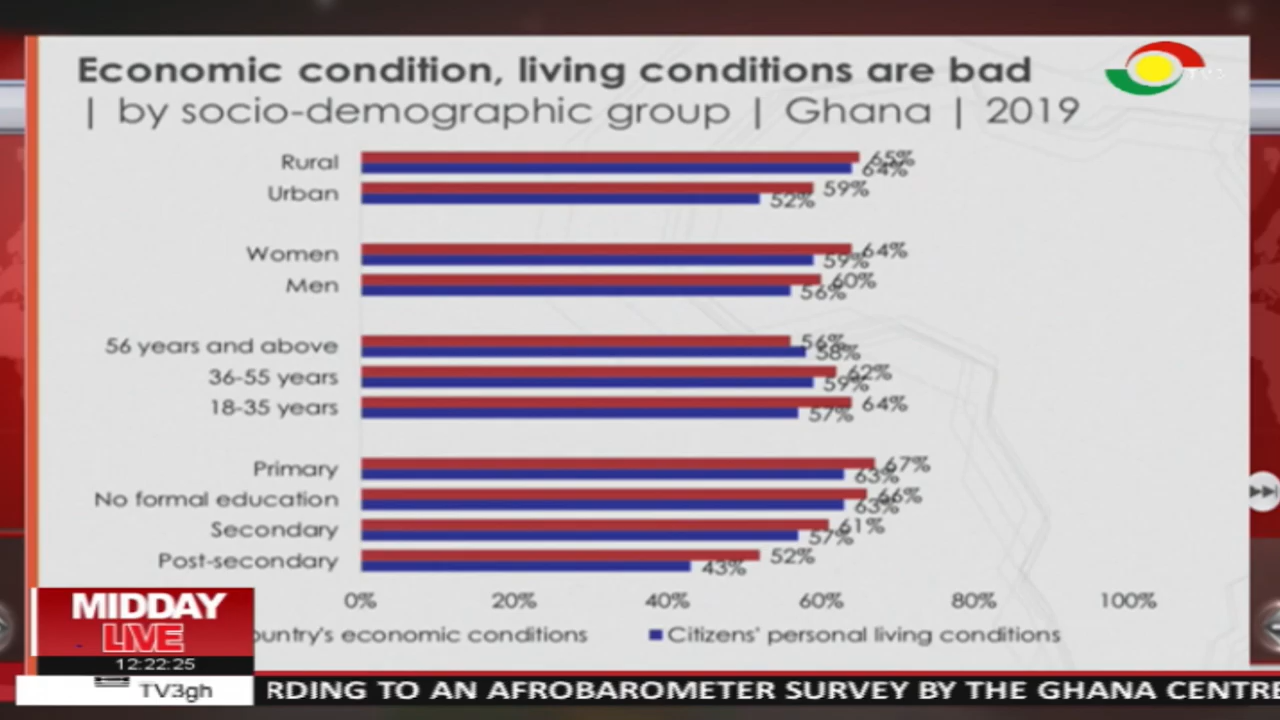 Economic condition, living conditions are bad
| by socio-demographic group | Ghana | 2019
Rural 65% 64%
Urban 59% 52%
Women 64% 59%
Men 60% 56%
56 years and above 56% 58%
36-55 years 62% 59%
18-35 years 64% 57%
Primary 67% 63%
No formal education 66% 63%
Secondary 61% 57%
Post-secondary 52% 43%
0% 20% 40% 60% 80% 100%
ountry's economic conditions Citizens' personal living conditions
MIDDAY
LIVE
12:22:25
TV3gh
RDING TO AN AFROBAROMETER SURVEY BY THE GHANA CENTRE